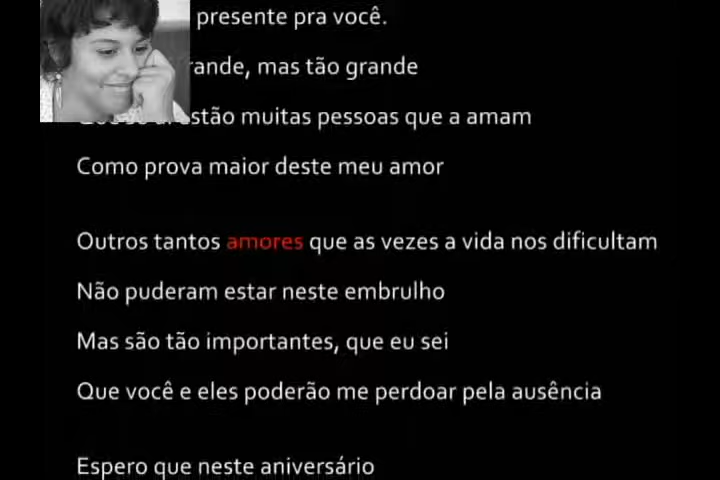 presente pra você.
rande, mas tão grande
estão muitas pessoas que a amam
Como prova maior deste meu amor
Outros tantos amores que as vezes a vida nos dificultam
Não puderam estar neste embrulho
Mas são tão importantes, que eu sei
Que você e eles poderão me perdoar pela ausência
Espero que neste aniversário